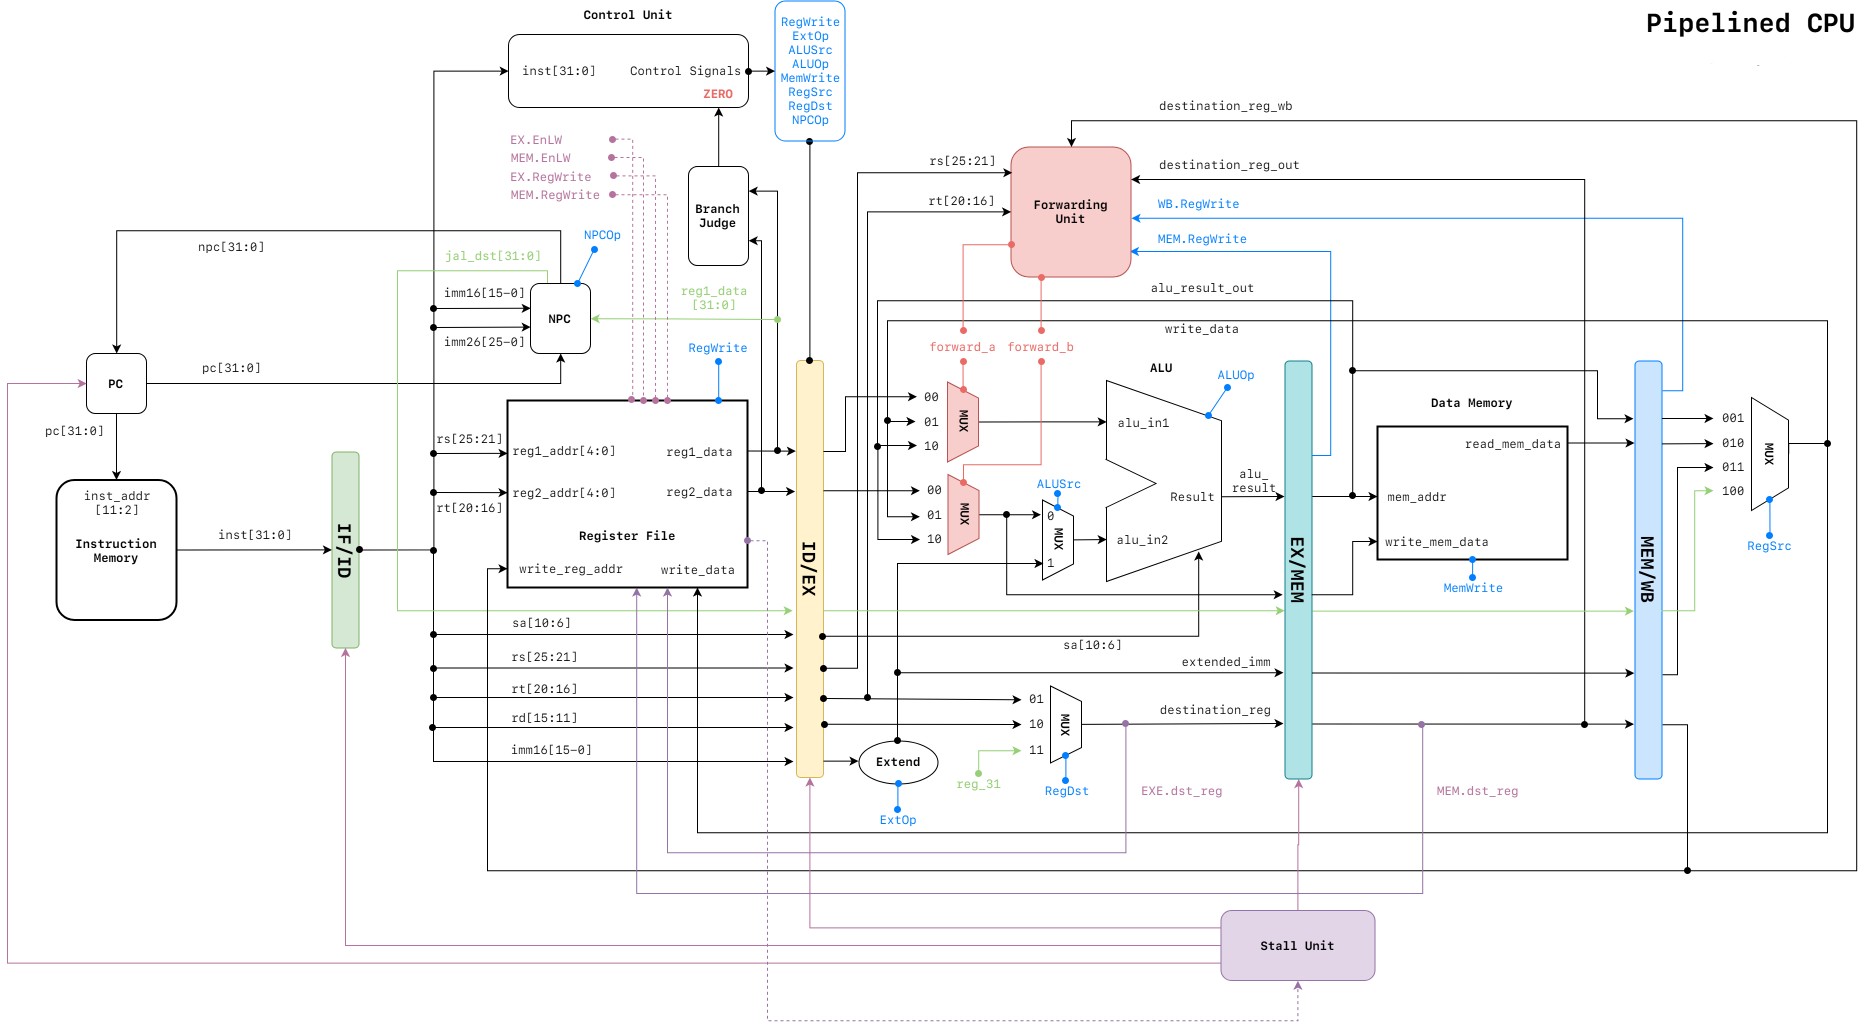 Pipelined CPU
Control Unit
inst[31:0]
Control Signals
ZERO
RegWrite
ExtOp
ALUSrc
ALUOp
MemWrite
RegSrc
RegDst
NPCOp
EX.EnLW
MEM.EnLW
EX.RegWrite
MEM.RegWrite
Branch
Judge
destination_reg_wb
rs[25:21]
destination_reg_out
rt[20:16]
Forwarding
Unit
WB.RegWrite
MEM.RegWrite
NPCOp
npc[31:0]
jal_dst[31:0]
imm16[15-0]
reg1_data
[31:0]
NPC
imm26[25-0]
alu_result_out
write_data
forward_a
forward_b
RegWrite
PC
pc[31:0]
pc[31:0]
ALU
ALUOp
00
01
10
MUX
alu_in1
Data Memory
read_mem_data
mem_addr
write_mem_data
MemWrite
001
010
011
100
MUX
RegSrc
rs[25:21]
reg1_addr[4:0]
reg1_data
reg2_addr[4:0]
reg2_data
rt[20:16]
Register File
write_reg_addr
write_data
inst_addr
[11:2]
Instruction
Memory
inst[31:0]
IF/ID
ID/EX
00
01
10
MUX
ALUSrc
0
MUX
1
alu_in2
Result
alu_
result
EX/MEM
MEM/WB
sa[10:6]
sa[10:6]
rs[25:21]
extended_imm
rt[20:16]
rd[15:11]
imm16[15-0]
01
10
11
MUX
destination_reg
Extend
reg_31
RegDst
EXE.dst_reg
MEM.dst_reg
ExtOp
Stall Unit